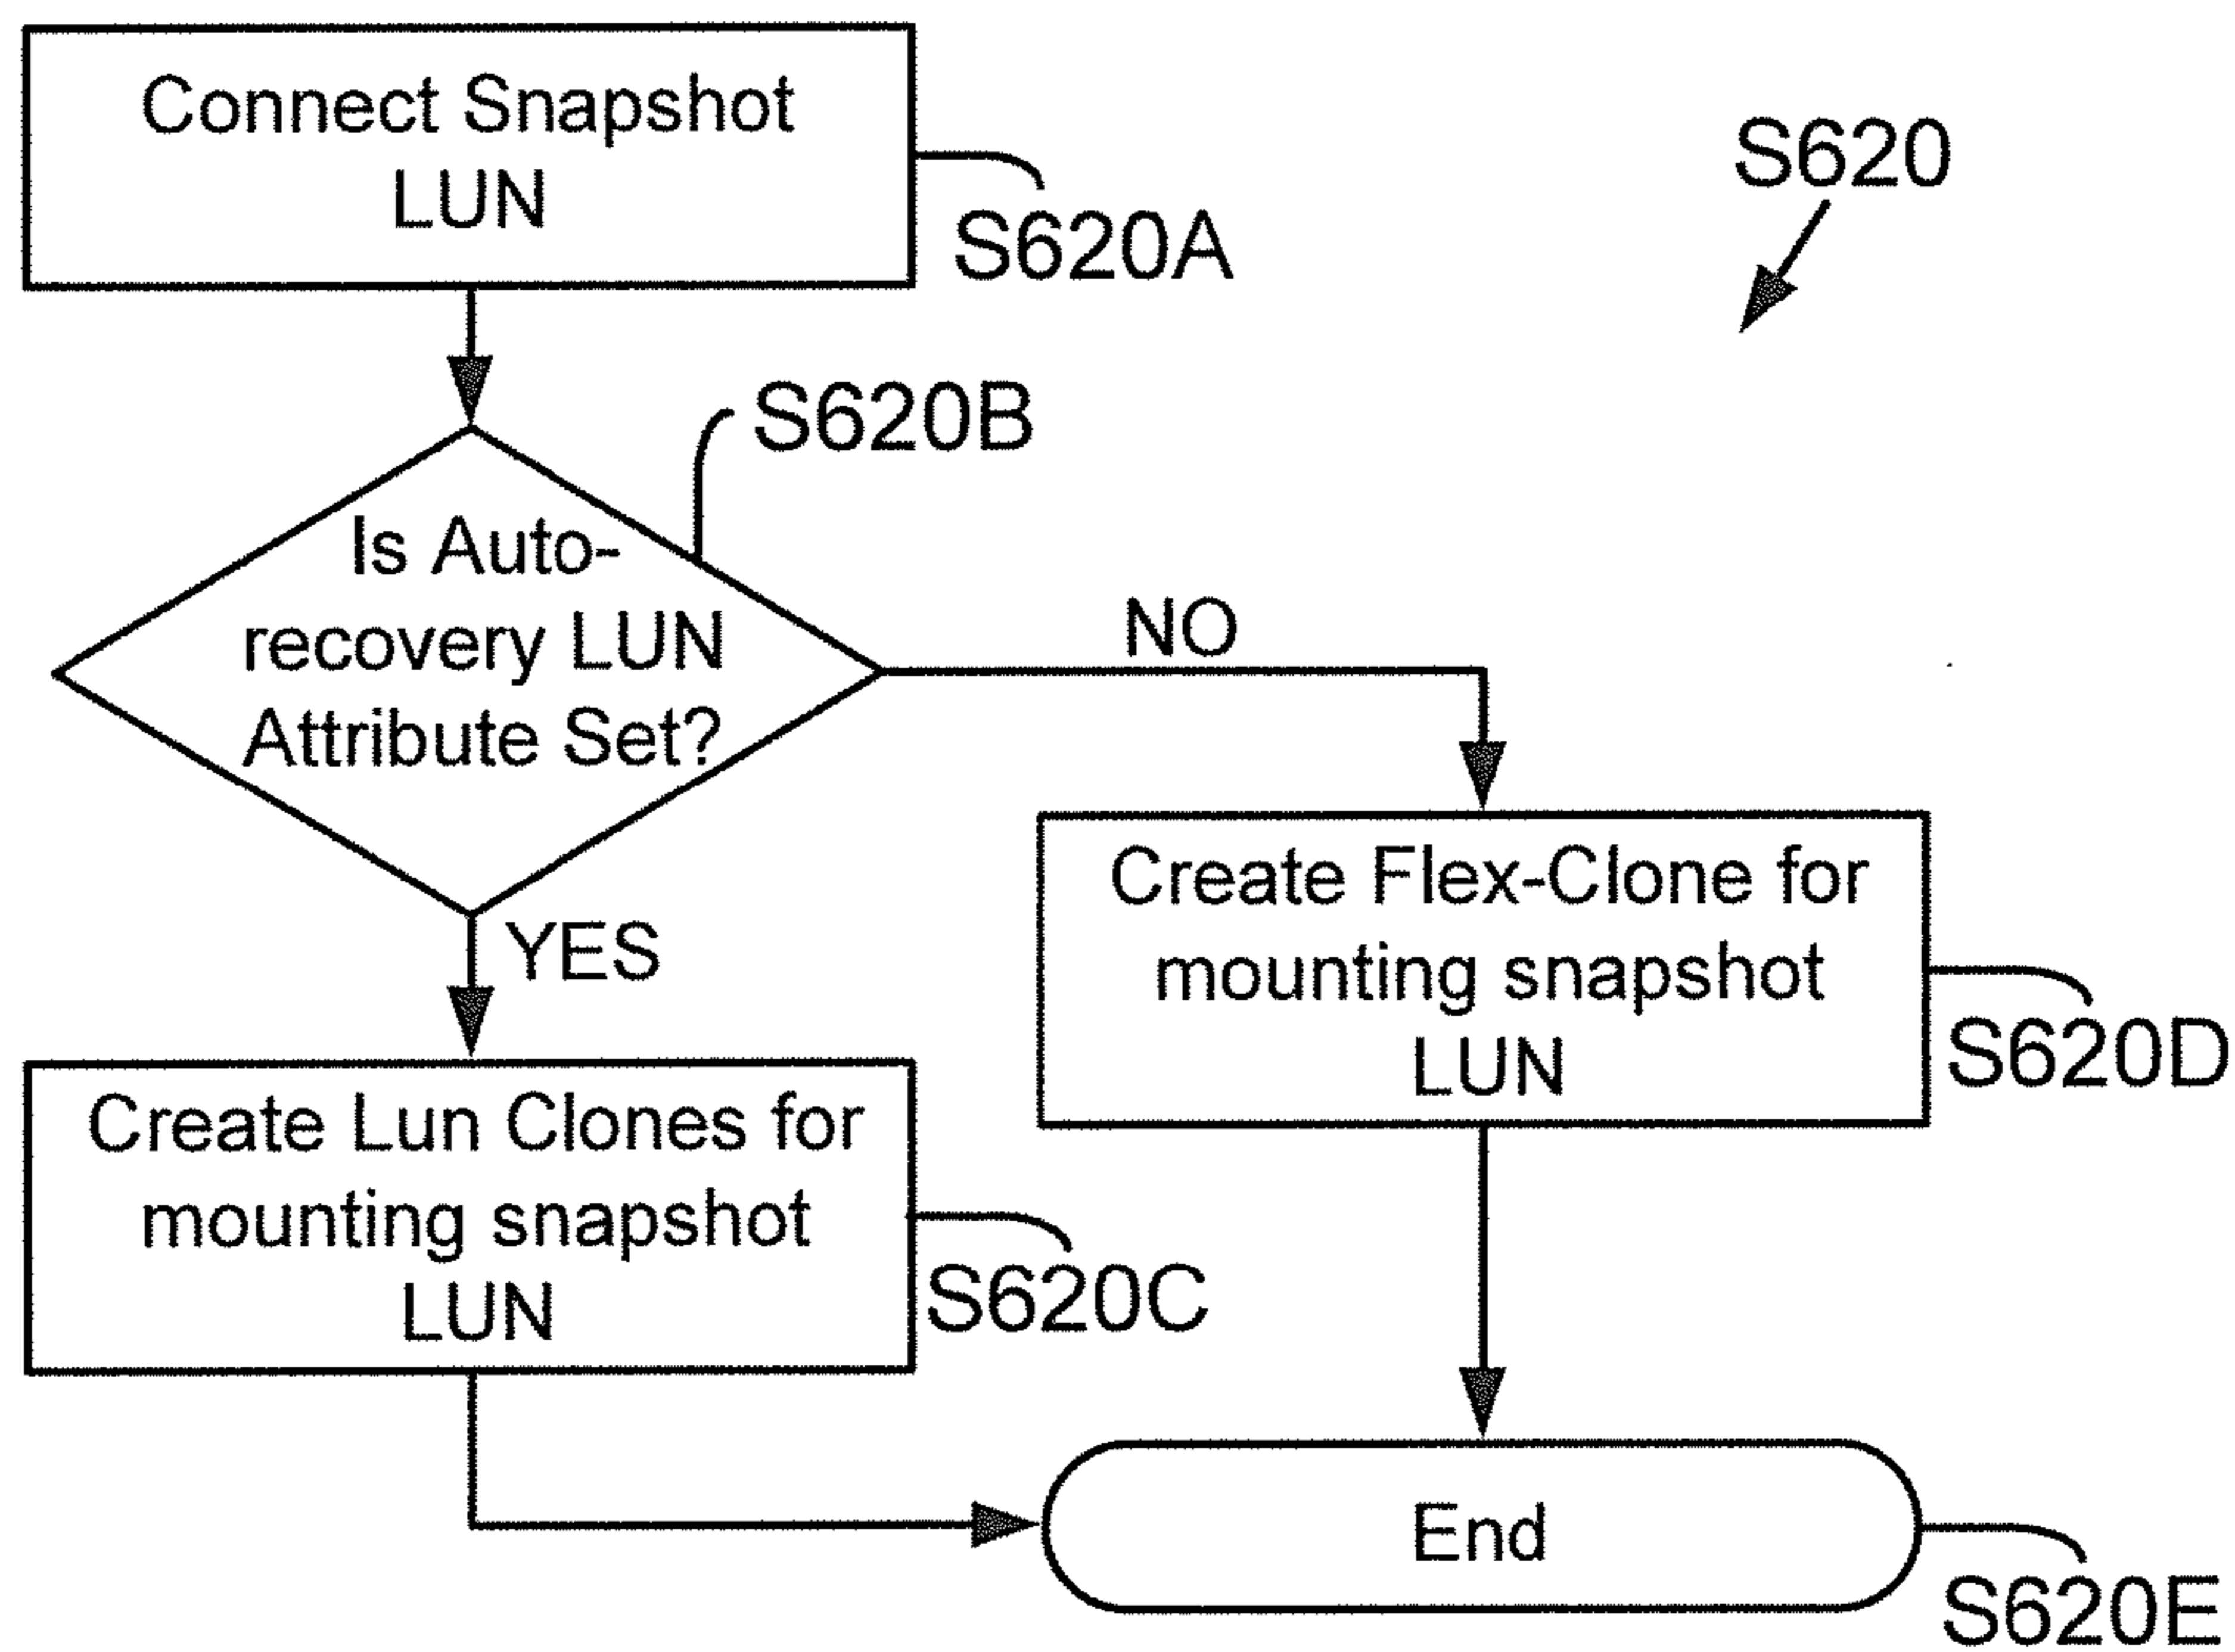 Connect Snapshot
LUN
S620A
S620
S620B
Is Auto-
recovery LUN
Attribute Set?
NO
YES
Create Flex-Clone for
mounting snapshot
LUN
S620D
Create Lun Clones for
mounting snapshot
LUN
S620C
End
S620E